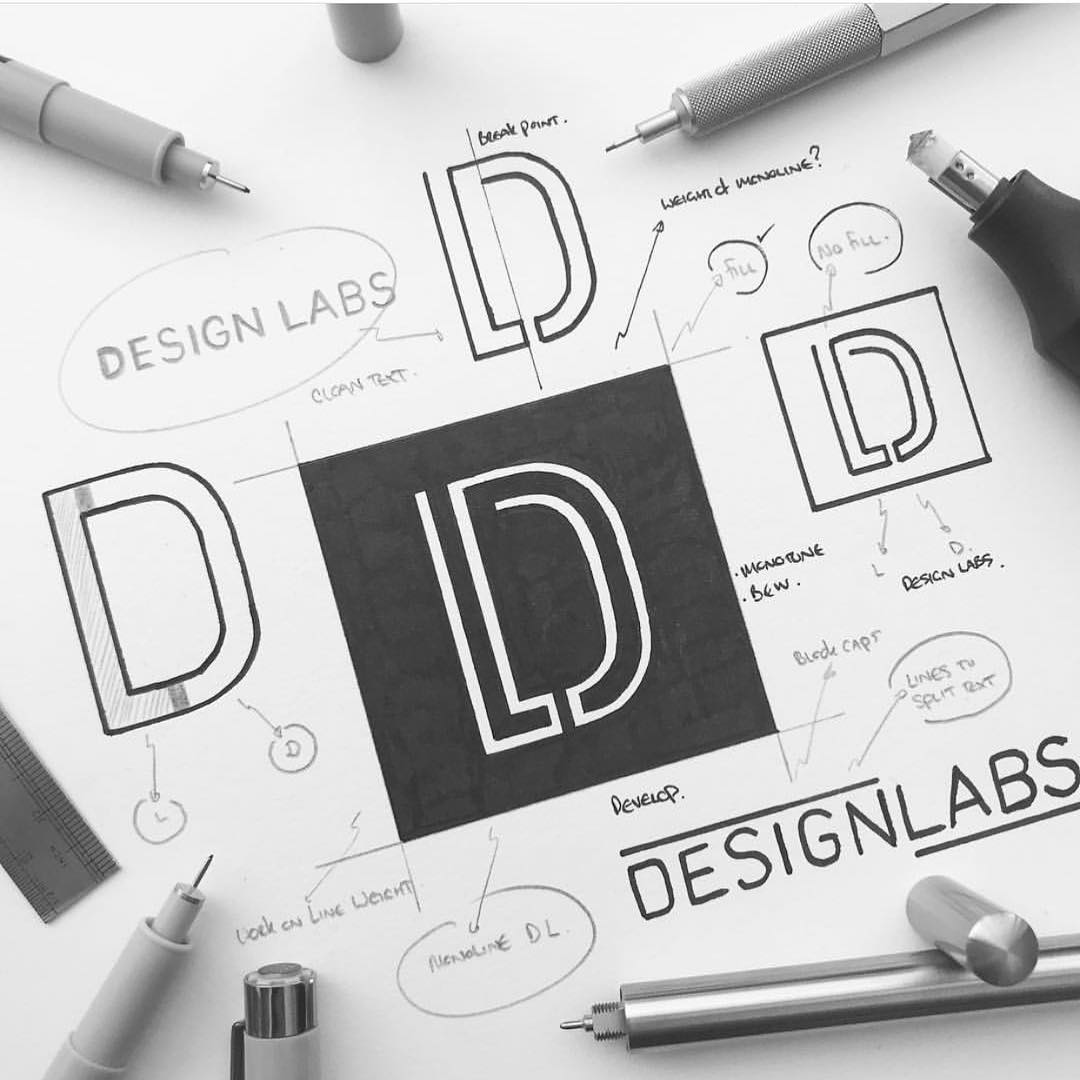 BREAK POINT.
WEIGHT of MONOLINE?
FILL
NO FILL.
DESIGN LABS
CLEAN TEXT.
D
D
D
D
L
D.
DESIGN LABS.
• MONOTONE
• B&W.
D
L
Block CAPS
LINES TO
SPLIT TEXT
DEVELOP.
DESIGNLABS
WORK ON LINE WEIGHT
MONOLINE DL.